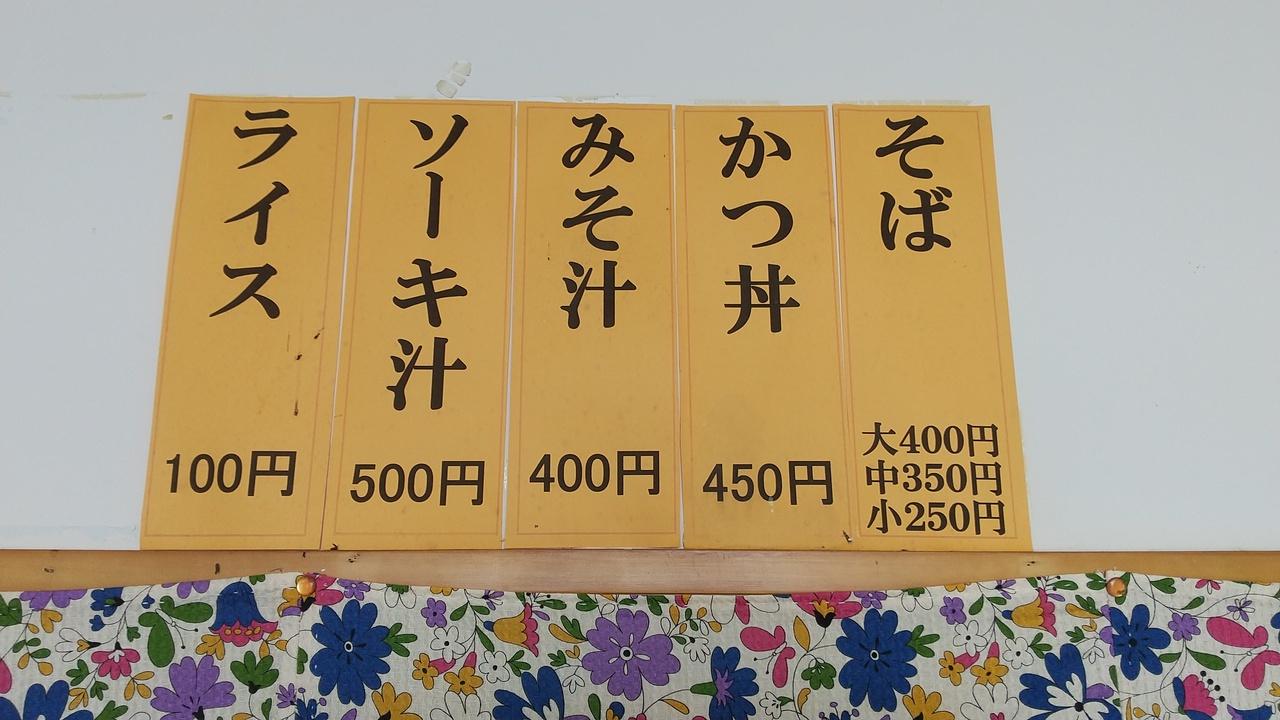 そば
大400円
中350円
小250円
かつ丼
450円
みそ汁
400円
ソーキ汁
500円
ライス
100円